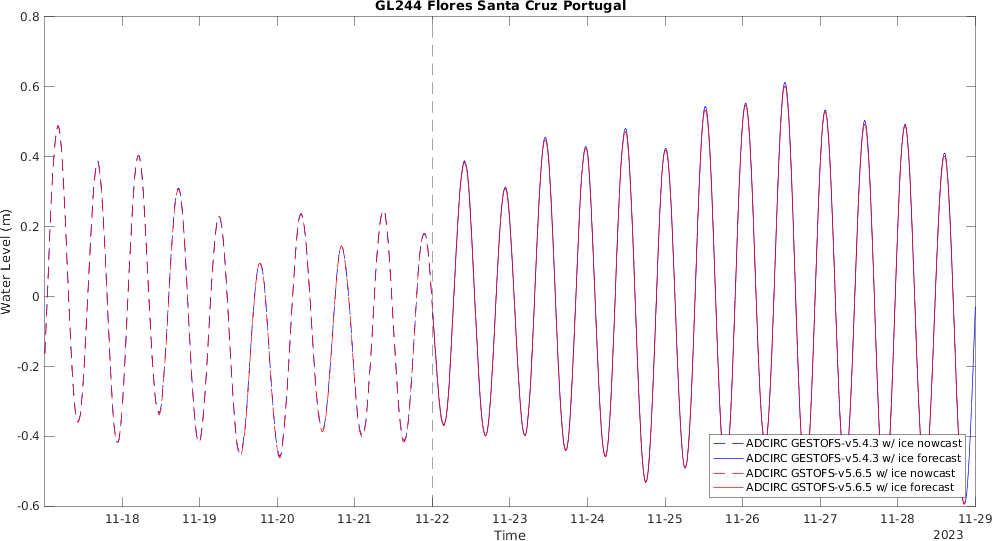 GL244 Flores Santa Cruz Portugal
0.8
0.6
0.4
0.2
0
-0.2
-0.4
-0.6
Water Level (m)
ADCIRC GESTOFS-v5.4.3 w/ ice nowcast
ADCIRC GESTOFS-v5.4.3 w/ ice forecast
ADCIRC GSTOFS-v5.6.5 w/ ice nowcast
ADCIRC GSTOFS-v5.6.5 w/ ice forecast
11-18 11-19 11-20 11-21 11-22 11-23 11-24 11-25 11-26 11-27 11-28 11-29
Time
2023